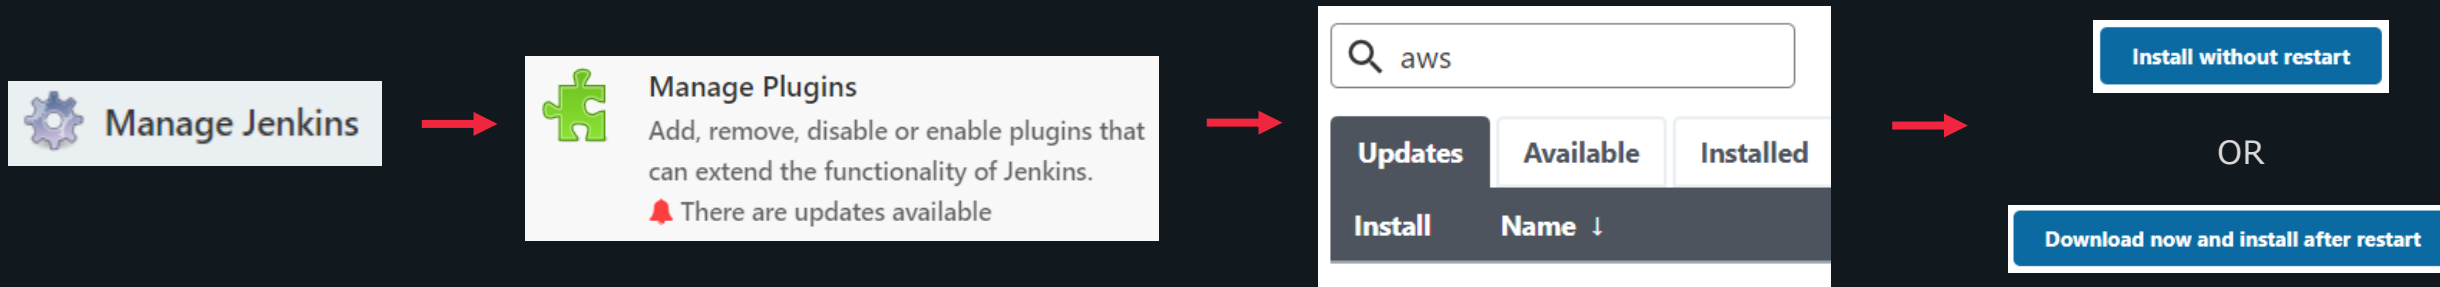 Manage Jenkins
Manage Plugins
Add, remove, disable or enable plugins that
can extend the functionality of Jenkins.
There are updates available
aws
Updates Available Installed
Install Name ↓
Install without restart
OR
Download now and install after restart